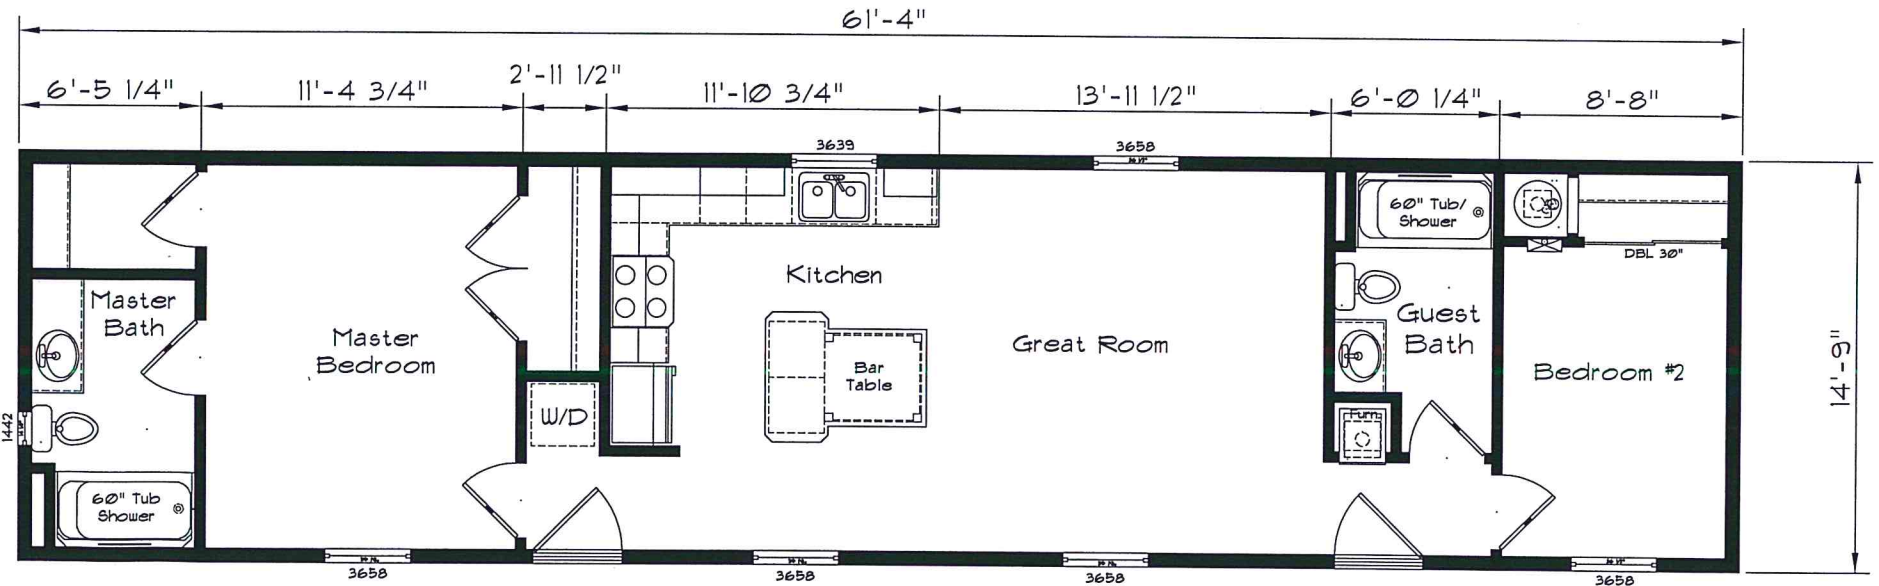 61'-4"
6'-5 1/4"
11'-4 3/4"
2'-11 1/2"
11'-10 3/4"
13'-11 1/2"
6'-0 1/4"
8'-8"
3639
3658
60" Tub/
Shower
DBL 30"
Kitchen
Master
Bath
Master
Bedroom
Great Room
Guest
Bath
Bar
Table
Bedroom #2
14'-9"
W/D
Furn
1442
60" Tub
Shower
3658
3658
3658
3658